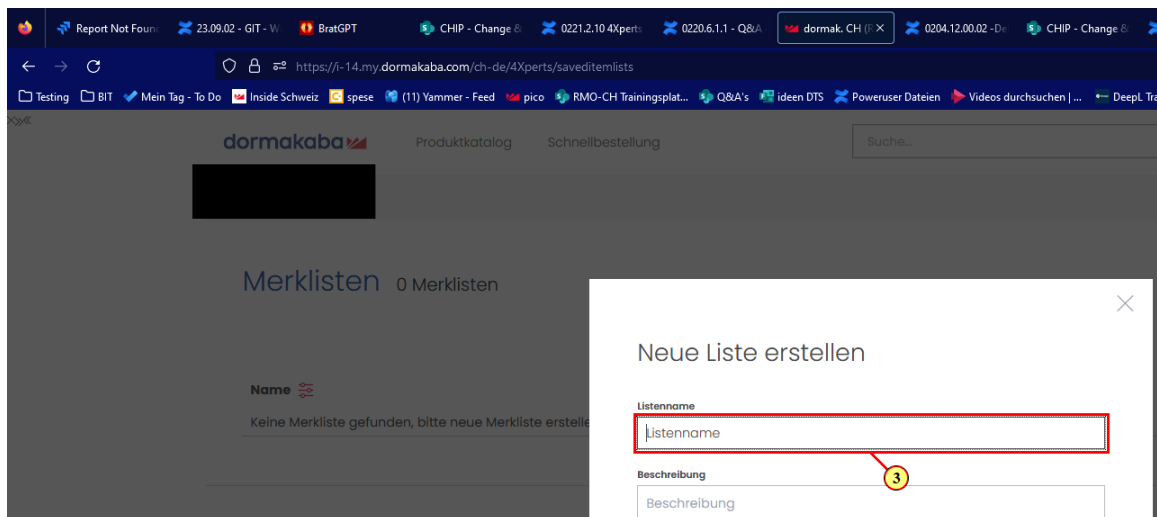 Report Not Found 23.09.02 - GIT - W BratGPT CHIP - Change & 0221.2.10 4Xperts 0220.6.1.1 - Q&A dormak. CH (R 0204.12.00.02 -De CHIP - Change &
https://i-14.my.dormakaba.com/ch-de/4Xperts/saveditemlists
Testing BIT Mein Tag - To Do Inside Schweiz spese (11) Yammer - Feed pico RMO-CH Trainingsplat... Q&A's ideen DTS Poweruser Dateien Videos durchsuchen | ... DeepL Tra
dormakaba Produktkatalog Schnellbestellung Suche...
Merklisten 0 Merklisten
Neue Liste erstellen
Name
Listenname
Keine Merkliste gefunden, bitte neue Merkliste erstelle
Listenname
Beschreibung
3
Beschreibung